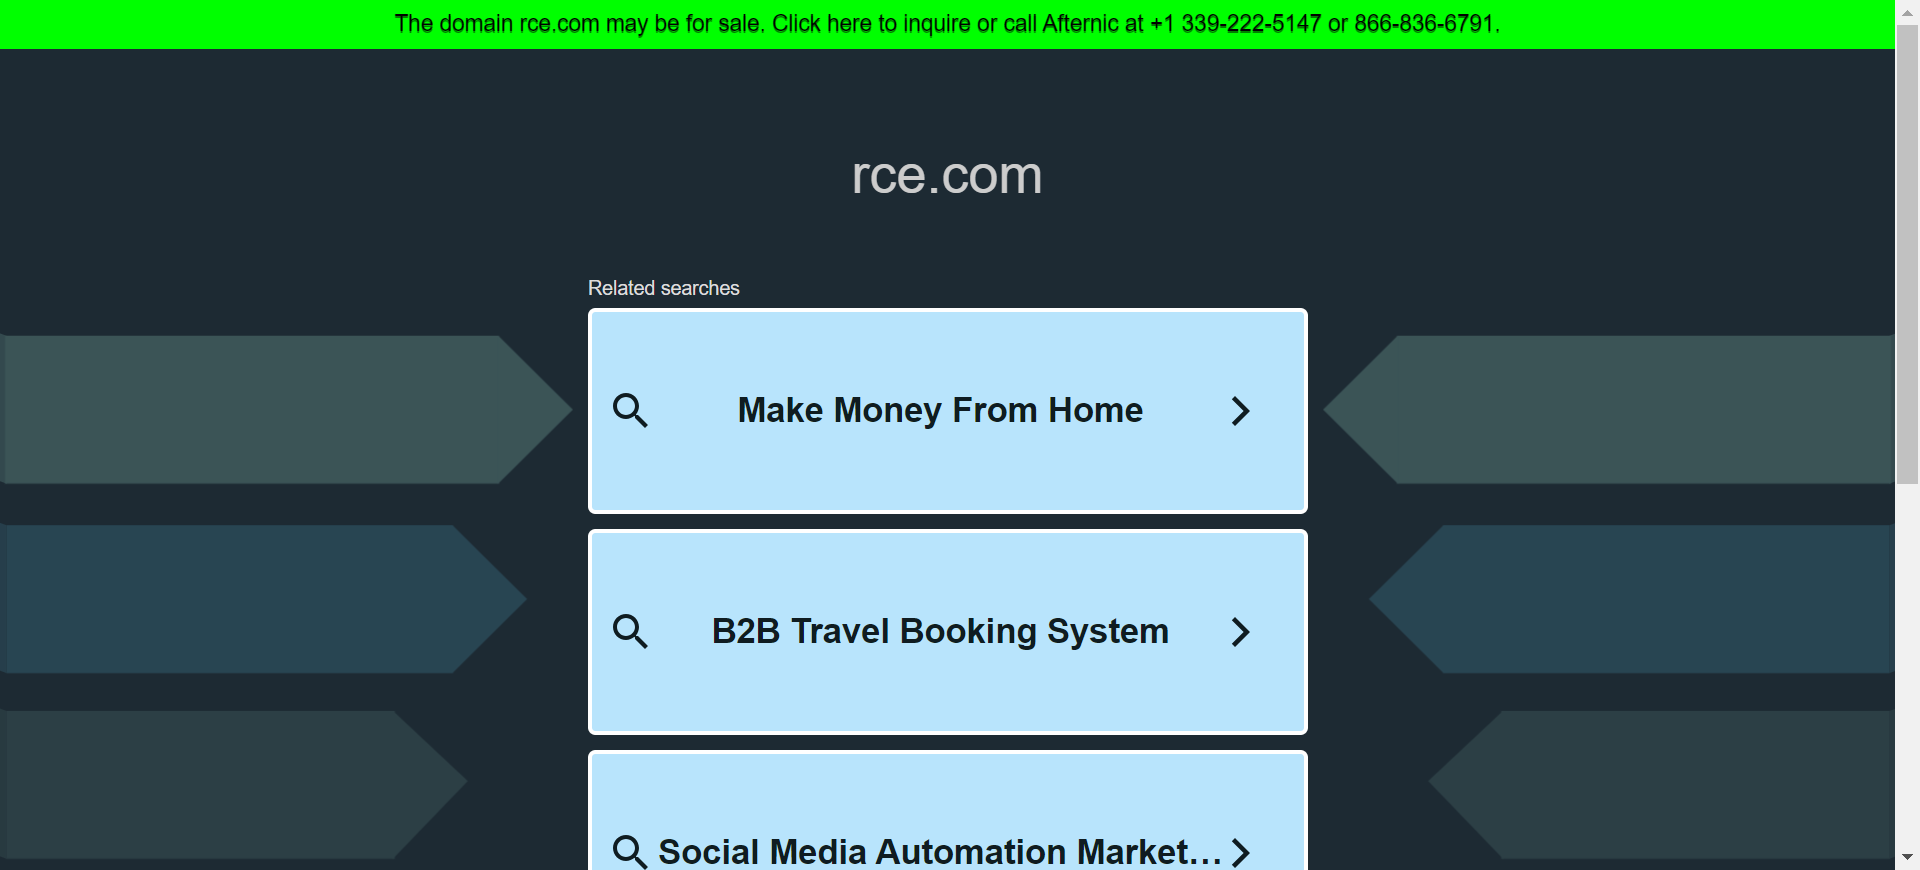 The domain rce.com may be for sale. Click here to inquire or call Afternic at +1 339-222-5147 or 866-836-6791.
rce.com
Related searches
Make Money From Home
B2B Travel Booking System
Social Media Automation Market…